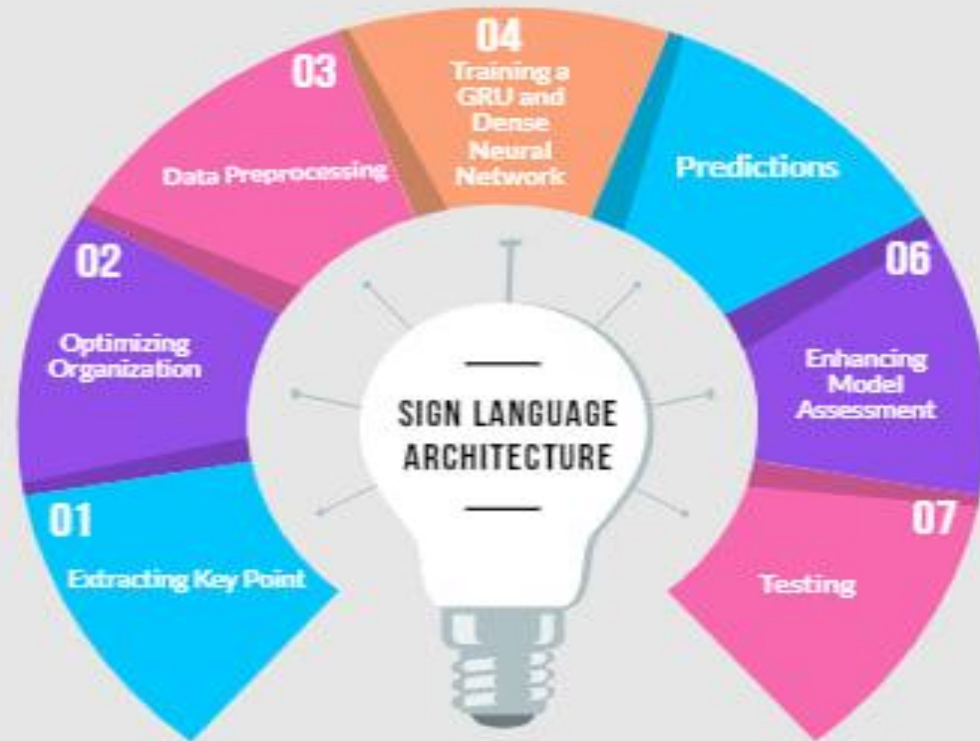 01
Extracting Key Point
02
Optimizing
Organization
03
Data Preprocessing
04
Training a
GRU and
Dense
Neural
Network
Predictions
06
Enhancing
Model
Assessment
07
Testing
SIGN LANGUAGE
ARCHITECTURE